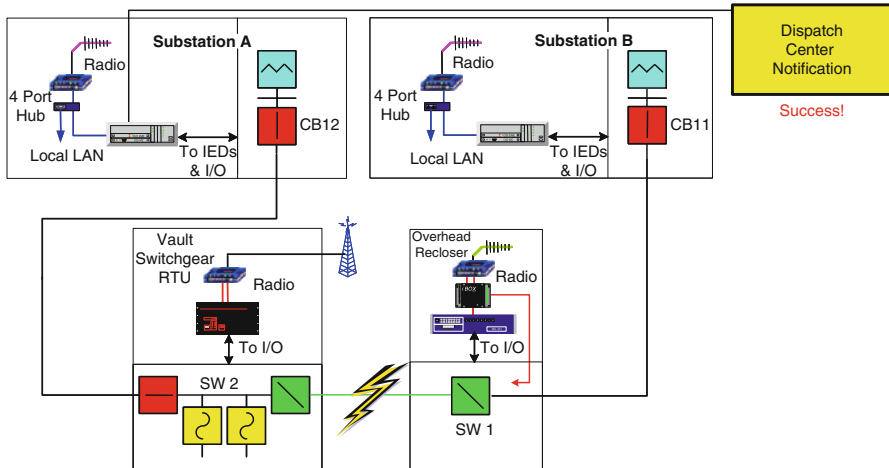 Substation A
Radio
4 Port
Hub
Local LAN
To IEDs
& I/O
CB12
Substation B
Radio
4 Port
Hub
Local LAN
To IEDs
& I/O
CB11
Dispatch
Center
Notification
Success!
Vault
Switchgear
RTU
Radio
To I/O
SW 2
Overhead
Recloser
Radio
BOX
To I/O
SW 1